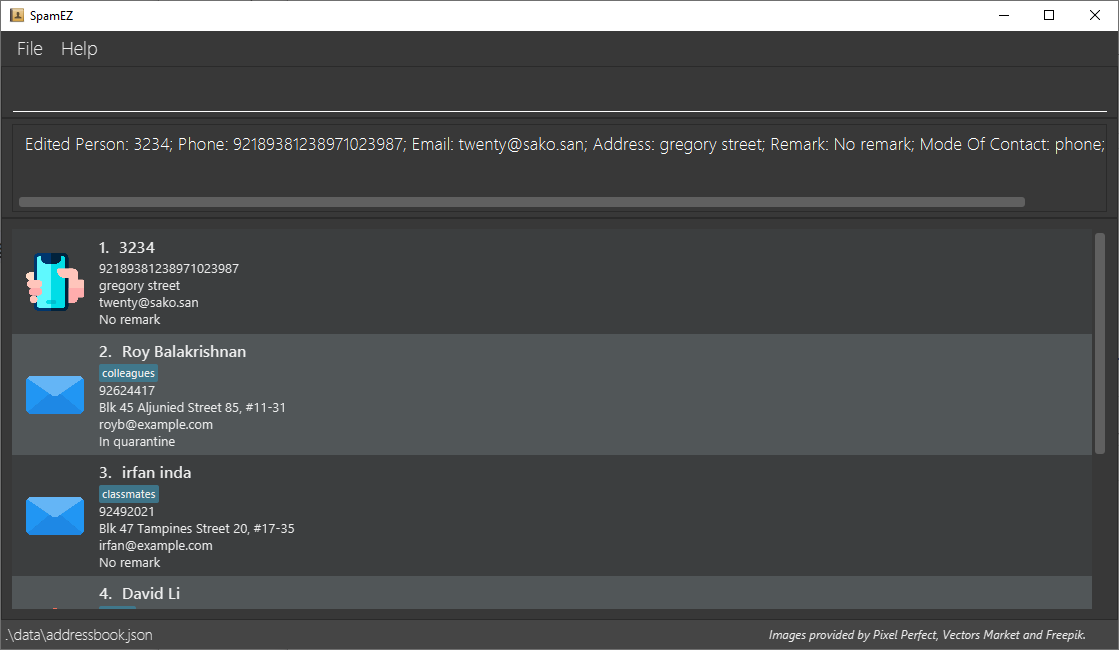 SpamEZ
File Help
Edited Person: 3234; Phone: 92189381238971023987; Email: twenty@sako.san; Address: gregory street; Remark: No remark; Mode Of Contact: phone;
1. 3234
92189381238971023987
gregory street
twenty@sako.san
No remark
2. Roy Balakrishnan
colleagues
92624417
Blk 45 Aljunied Street 85, #11-31
royb@example.com
In quarantine
3. irfan inda
classmates
92492021
Blk 47 Tampines Street 20, #17-35
irfan@example.com
No remark
4. David Li
.\data\addressbook.json
Images provided by Pixel Perfect, Vectors Market and Freepik.